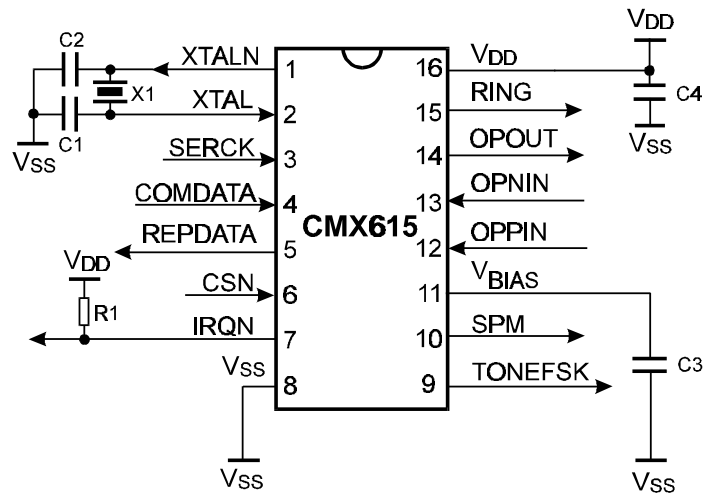 C2
XTALN
1
X1
XTAL
2
C1
VSS
SERCK
3
COMDATA
4
REPDATA
5
VDD
CSN
6
R1
IRQN
7
VSS
8
VSS
CMX615
VDD
16
VDD
C4
VSS
RING
15
OPOUT
14
OPNIN
13
OPPIN
12
VBIAS
11
SPM
10
C3
TONEFSK
9
VSS